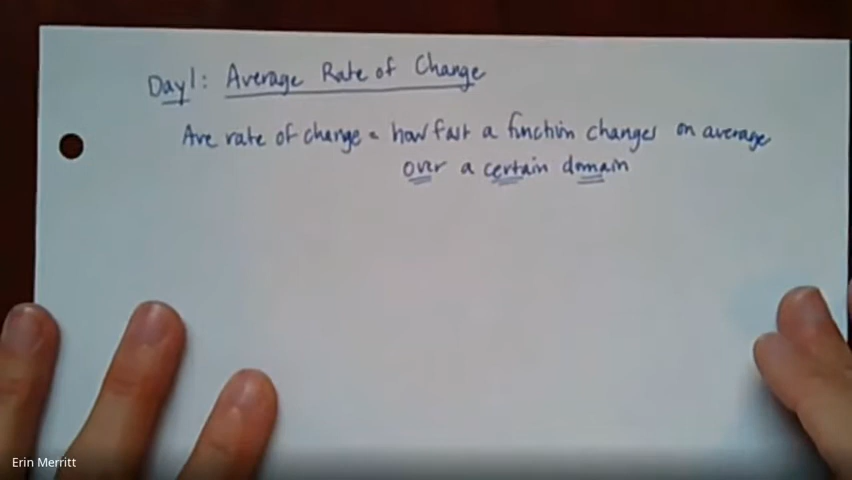 Day 1: Average Rate of Change
Ave rate of change = how fast a function changes on average
over a certain domain
Erin Merritt